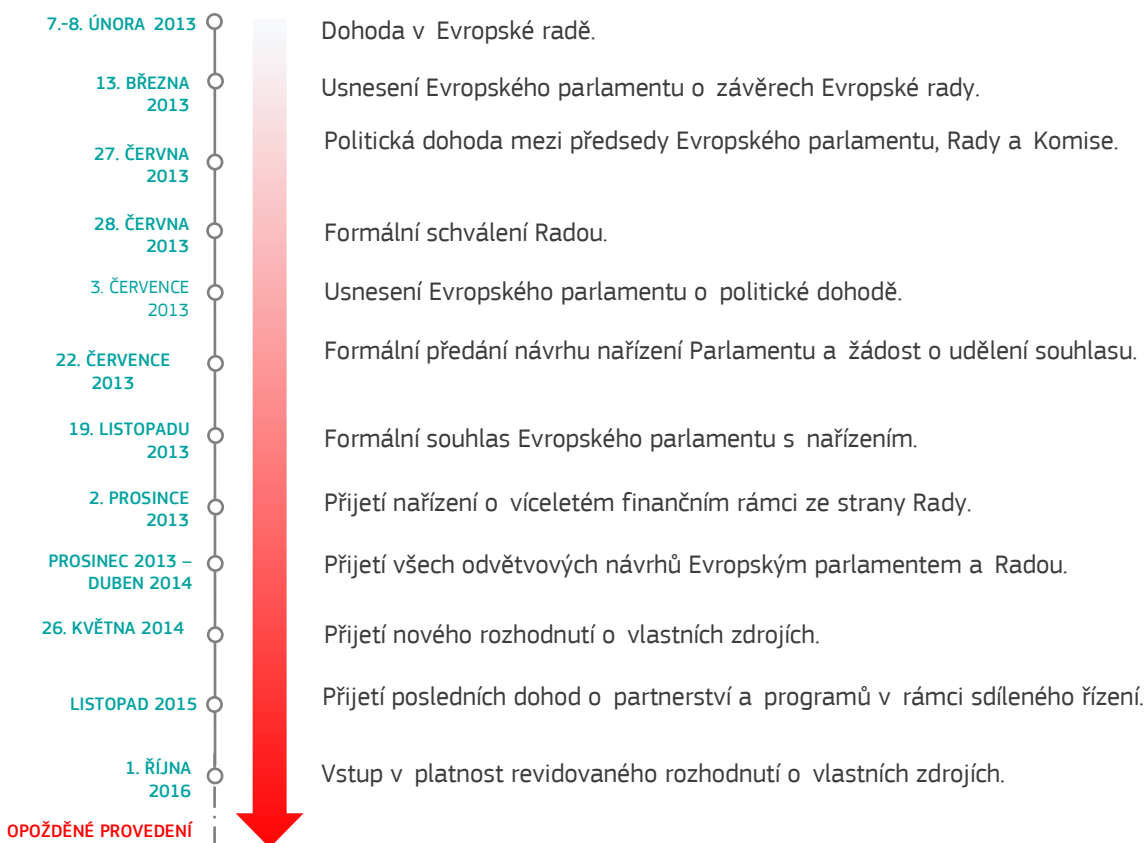 7.-8. ÚNORA 2013
Dohoda v Evropské radě.
13. BŘEZNA
2013
Usnesení Evropského parlamentu o závěrech Evropské rady.
27. ČERVNA
2013
Politická dohoda mezi předsedy Evropského parlamentu, Rady a Komise.
28. ČERVNA
2013
Formální schválení Radou.
3. ČERVENCE
2013
Usnesení Evropského parlamentu o politické dohodě.
22. ČERVENCE
2013
Formální předání návrhu nařízení Parlamentu a žádost o udělení souhlasu.
19. LISTOPADU
2013
Formální souhlas Evropského parlamentu s nařízením.
2. PROSINCE
2013
Přijetí nařízení o víceletém finančním rámci ze strany Rady.
PROSINEC 2013 –
DUBEN 2014
Přijetí všech odvětvových návrhů Evropským parlamentem a Radou.
26. KVĚTNA 2014
Přijetí nového rozhodnutí o vlastních zdrojích.
LISTOPAD 2015
Přijetí posledních dohod o partnerství a programů v rámci sdíleného řízení.
1. ŘÍJNA
2016
Vstup v platnost revidovaného rozhodnutí o vlastních zdrojích.
OPOŽDĚNÉ PROVEDENÍ